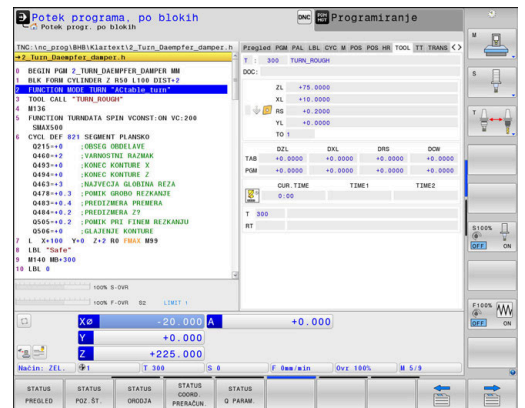 Potek programa, po blokih
Potek progr. po blokih
DNC
Programiranje
TNC:\nc_prog\BHB\Klartext\2_Turn_Daempfer_damper.h
→2_Turn_Daempfer_damper.h
0 BEGIN PGM 2_TURN_DAEMPFER_DAMPER MM
1 BLK FORM CYLINDER Z R50 L100 DIST+2
2 FUNCTION MODE TURN "ACtable_turn"
3 TOOL CALL "TURN_ROUGH"
4 M136
5 FUNCTION TURNDATA SPIN VCONST:ON VC:200
SMAX500
6 CYCL DEF 821 SEGMENT PLANSKO
Q215=+0 ;OBSEG OBDELAVE
Q460=+2 ;VARNOSTNI RAZMAK
Q493=+0 ;KONEC KONTURE X
Q494=+0 ;KONEC KONTURE Z
Q463=+3 ;NAJVECJA GLOBINA REZA
Q478=+0.3 ;POMIK GROBO REZKANJE
Q483=+0.4 ;PREDIZMERA PREMERA
Q484=+0.2 ;PREDIZMERA Z?
Q505=+0.2 ;POMIK PRI FINEM REZKANJU
Q506=+0 ;GLAJENJE KONTURE
7 L X+100 Y+0 Z+2 R0 FMAX M99
8 LBL "Safe"
9 M140 MB+300
10 LBL 0
100% S-OVR
100% F-OVR S2 LIMIT 1
Pregled PGM PAL LBL CYC M POS POS HR TOOL TT TRANS
T : 300 TURN_ROUGH
DOC:
ZL +75.0000
XL +10.0000
RS +0.2000
YL +0.0000
TO 1
DZL DXL DRS DCW
TAB +0.0000 +0.0000 +0.0000 +0.0000
PGM +0.0000 +0.0000 +0.0000 +0.0000
CUR.TIME TIME1 TIME2
0:00
T 300
RT
X -20.000 A +0.000
Y +0.000
Z +225.000
Način: ŽEL. 1 T 300 S 0 F 0mm/min Ovr 100% M 5/9
STATUS PREGLED
STATUS POZ.ŠT.
STATUS ORODJA
STATUS COORD. PRERAČUN.
STATUS Q PARAM.
M
S
T
S100%
OFF ON
F100%
OFF ON